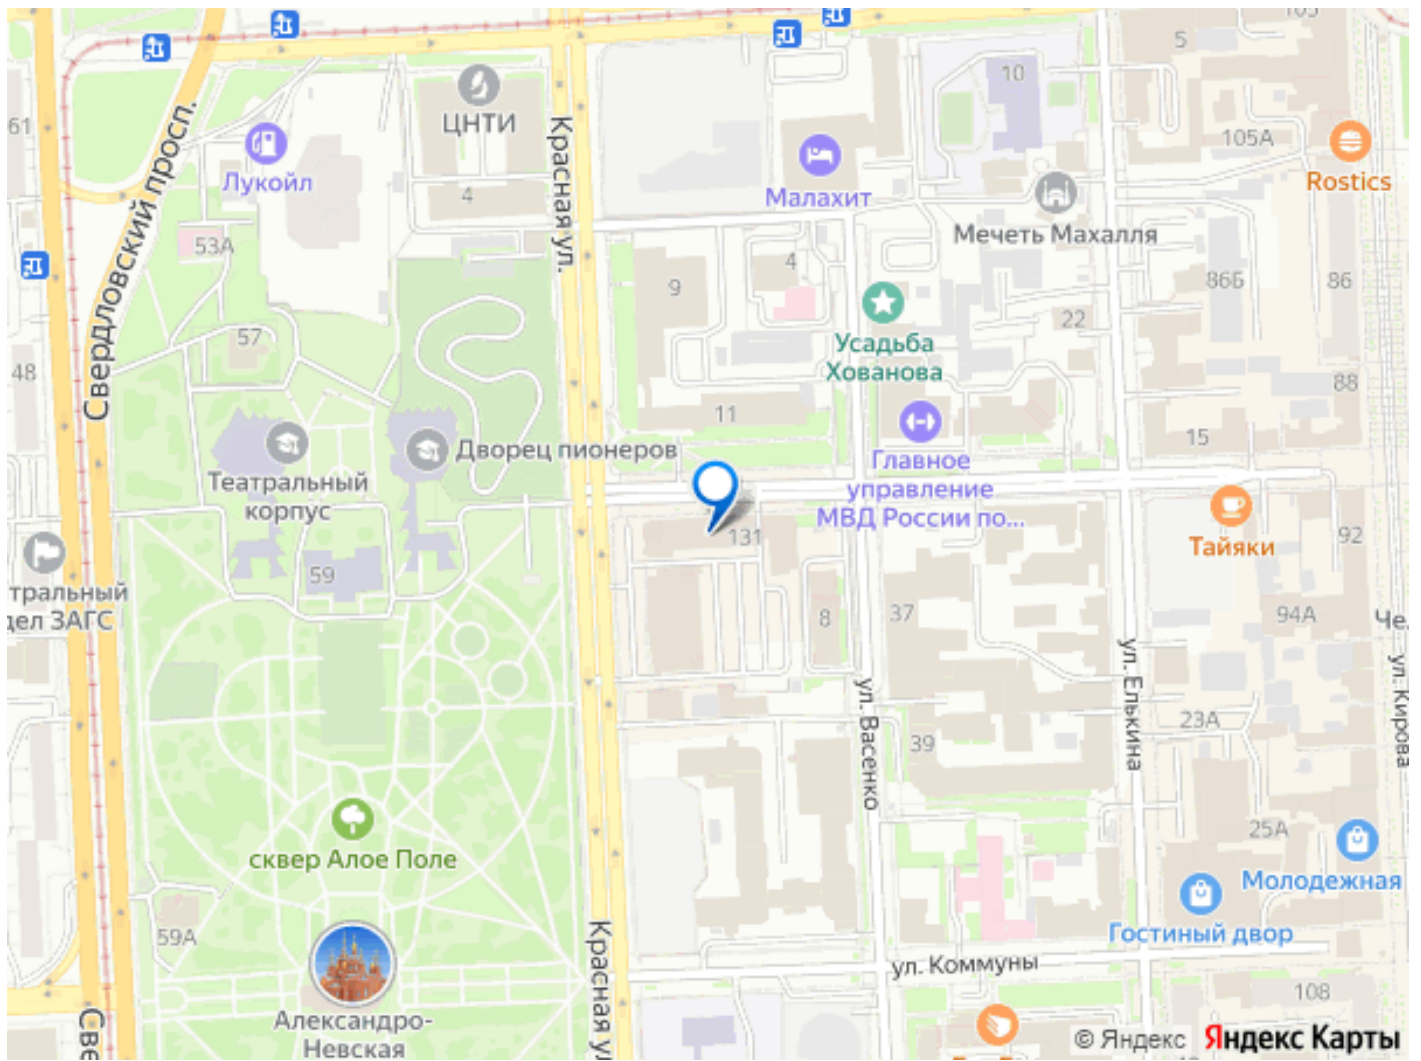 61
Свердловский просп.
Лукойл
ЦНТИ
4
Красная ул.
Малахит
10
5
105
105А
Rostics
Мечеть Махалля
53А
57
48
9
4
86Б
86
22
Усадьба
Хованова
88
11
15
Театральный
корпус
Дворец пионеров
Главное
управление
МВД России по...
131
Тайяки
92
59
тральный
дел ЗАГС
8
37
94А
Че
ул. Елькина
ул. Кирова
ул. Васенко
39
23А
25А
сквер Алое Поле
Молодежная
Гостиный двор
59А
Красная у
ул. Коммуны
108
Александро-
Невская
Све
© Яндекс Яндекс Карты